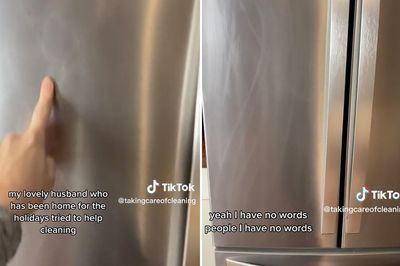 my lovely husband who
has been home for the
holidays tried to help
cleaning
TikTok
@takingcareofcleaning
yeah I have no words
people I have no words
TikTok
@takingcareofcleaning